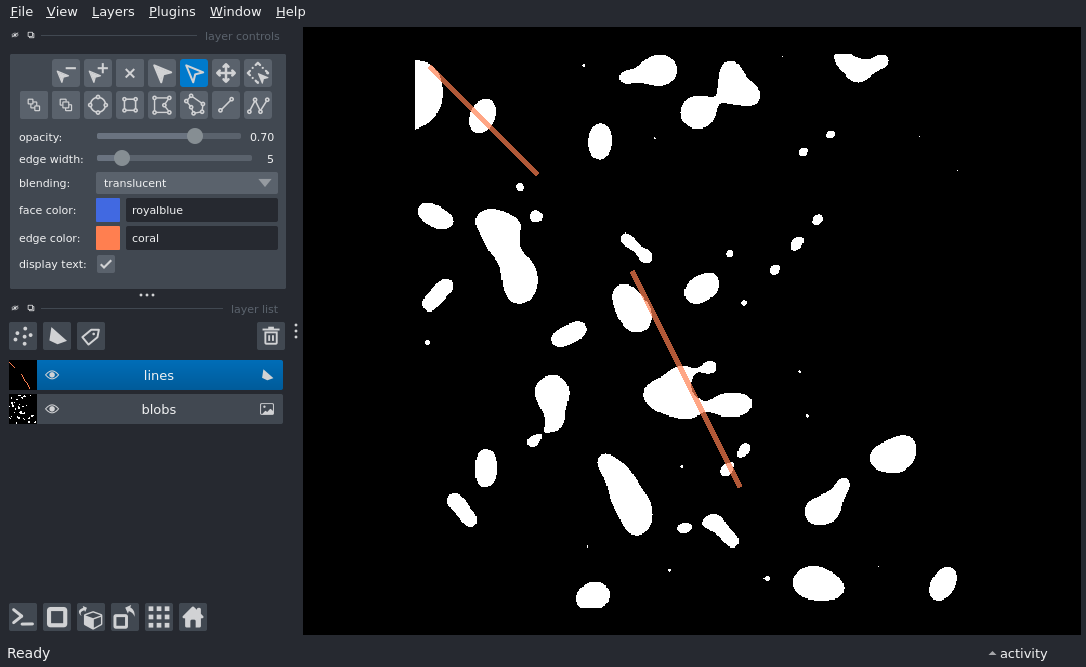 File View Layers Plugins Window Help
layer controls
opacity: 0.70
edge width: 5
blending: translucent
face color: royalblue
edge color: coral
display text:
layer list
lines
blobs
Ready
activity